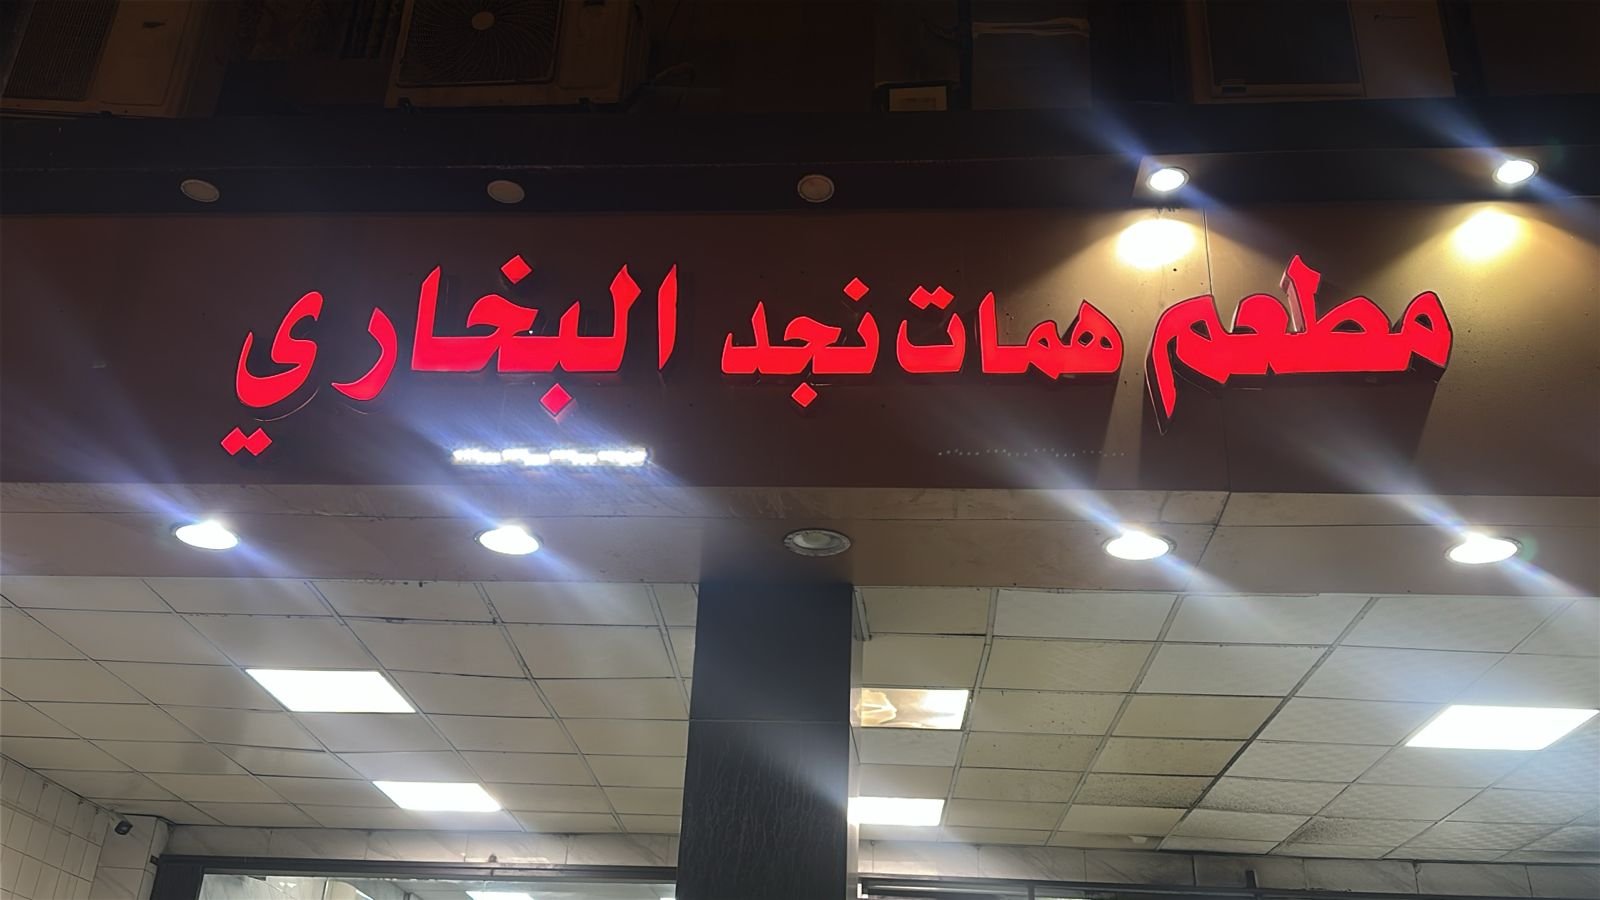 مطعم همات نجد البخاري